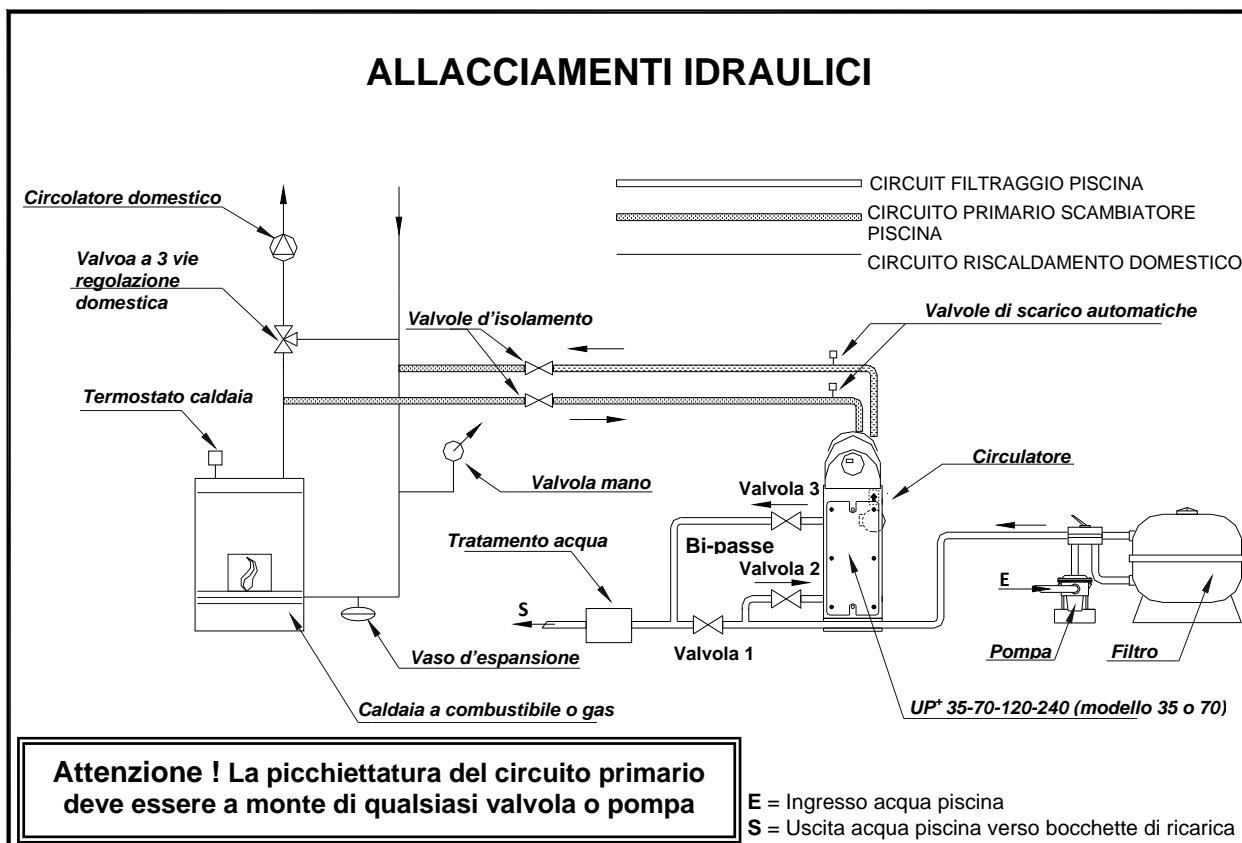 ALLACCIAMENTI IDRAULICI
CIRCUIT FILTRAGGIO PISCINA
Circolatore domestico
CIRCUITO PRIMARIO SCAMBIATORE
PISCINA
Valvoa a 3 vie
regolazione
domestica
CIRCUITO RISCALDAMENTO DOMESTICO
Valvole d'isolamento
Valvole di scarico automatiche
Termostato caldaia
Circulatore
Valvola mano
Valvola 3
Tratamento acqua
Bi-passe
Valvola 2
E
S
Vaso d'espansione
Valvola 1
Pompa
Filtro
Caldaia a combustibile o gas
UP+ 35-70-120-240 (modello 35 o 70)
Attenzione ! La picchiettatura del circuito primario
deve essere a monte di qualsiasi valvola o pompa
E = Ingresso acqua piscina
S = Uscita acqua piscina verso bocchette di ricarica